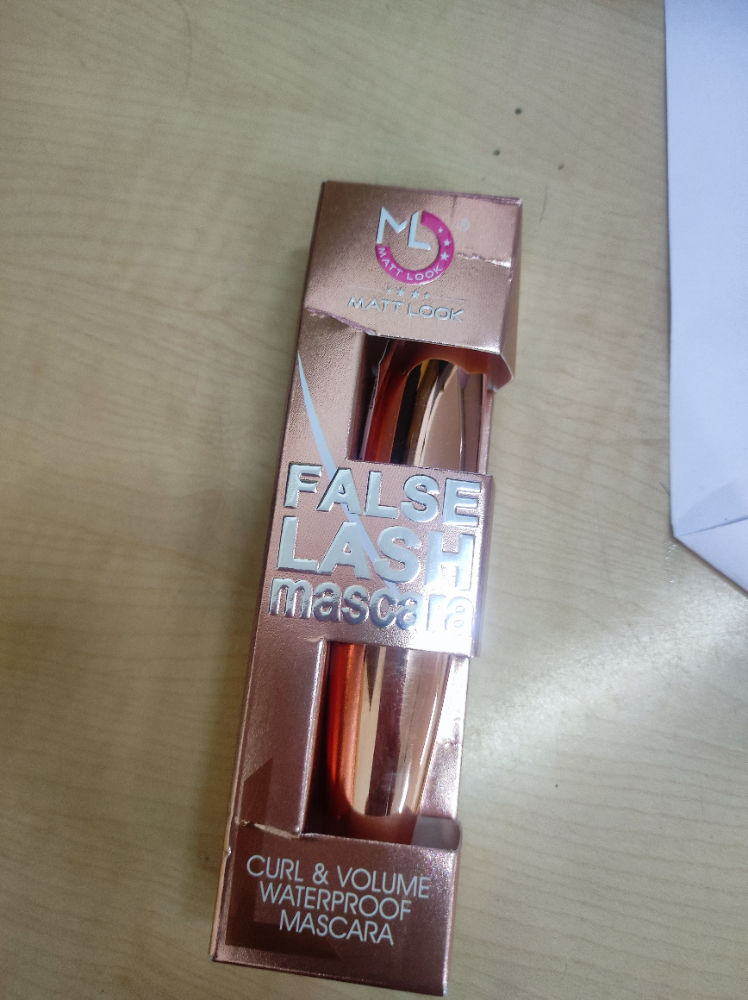 ML
®
MATT LOOK
MATT LOOK
FALSE
LASH
mascara
CURL & VOLUME
WATERPROOF
MASCARA